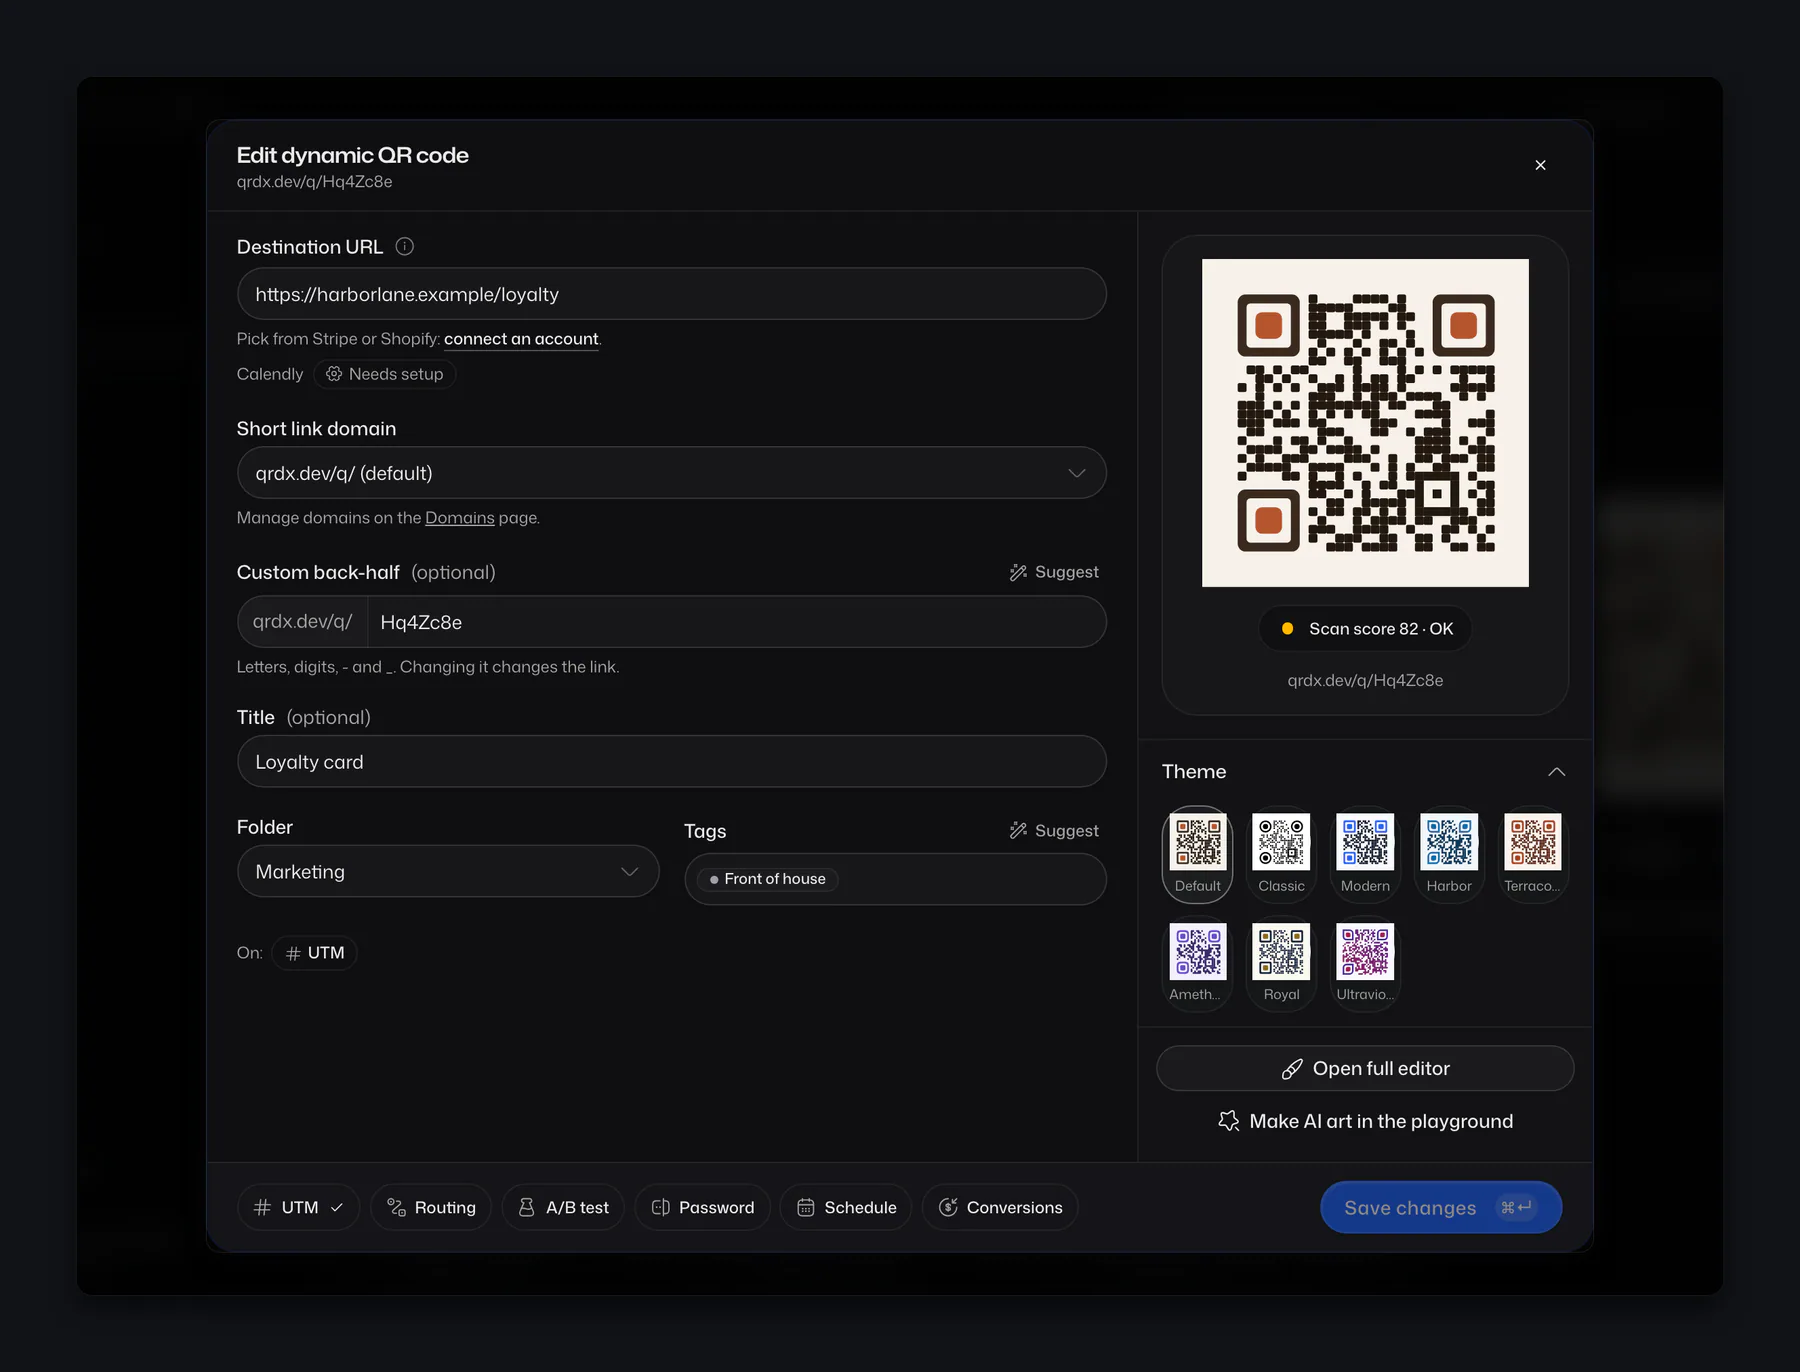 Edit dynamic QR code
qrdx.dev/q/Hq4Zc8e
Destination URL
https://harborlane.example/loyalty
Pick from Stripe or Shopify: connect an account.
Calendly Needs setup
Short link domain
qrdx.dev/q/ (default)
Manage domains on the Domains page.
Custom back-half (optional) Suggest
qrdx.dev/q/ Hq4Zc8e
Letters, digits, - and _. Changing it changes the link.
Title (optional)
Loyalty card
Folder
Marketing
Tags Suggest
Front of house
On: UTM
Scan score 82 · OK
qrdx.dev/q/Hq4Zc8e
Theme
Default Classic Modern Harbor Terraco...
Ameth... Royal Ultravio...
Open full editor
Make AI art in the playground
UTM Routing A/B test Password Schedule Conversions
Save changes ⌘↵